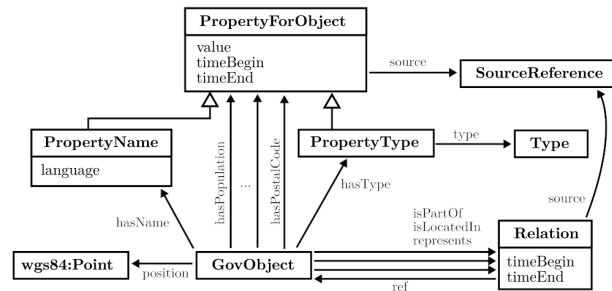 PropertyForObject
value
timeBegin
timeEnd
source
SourceReference
PropertyName
language
hasPopulation
...
hasPostalCode
PropertyType
type
Type
hasType
hasName
isPartOf
isLocatedIn
represents
source
Relation
timeBegin
timeEnd
wgs84:Point
position
GovObject
ref